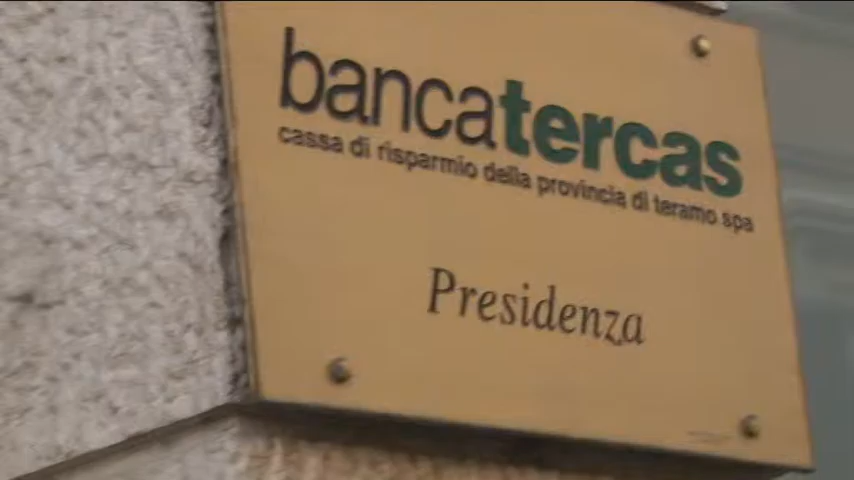 bancatercas
cassa di risparmio della provincia di teramo spa
Presidenza